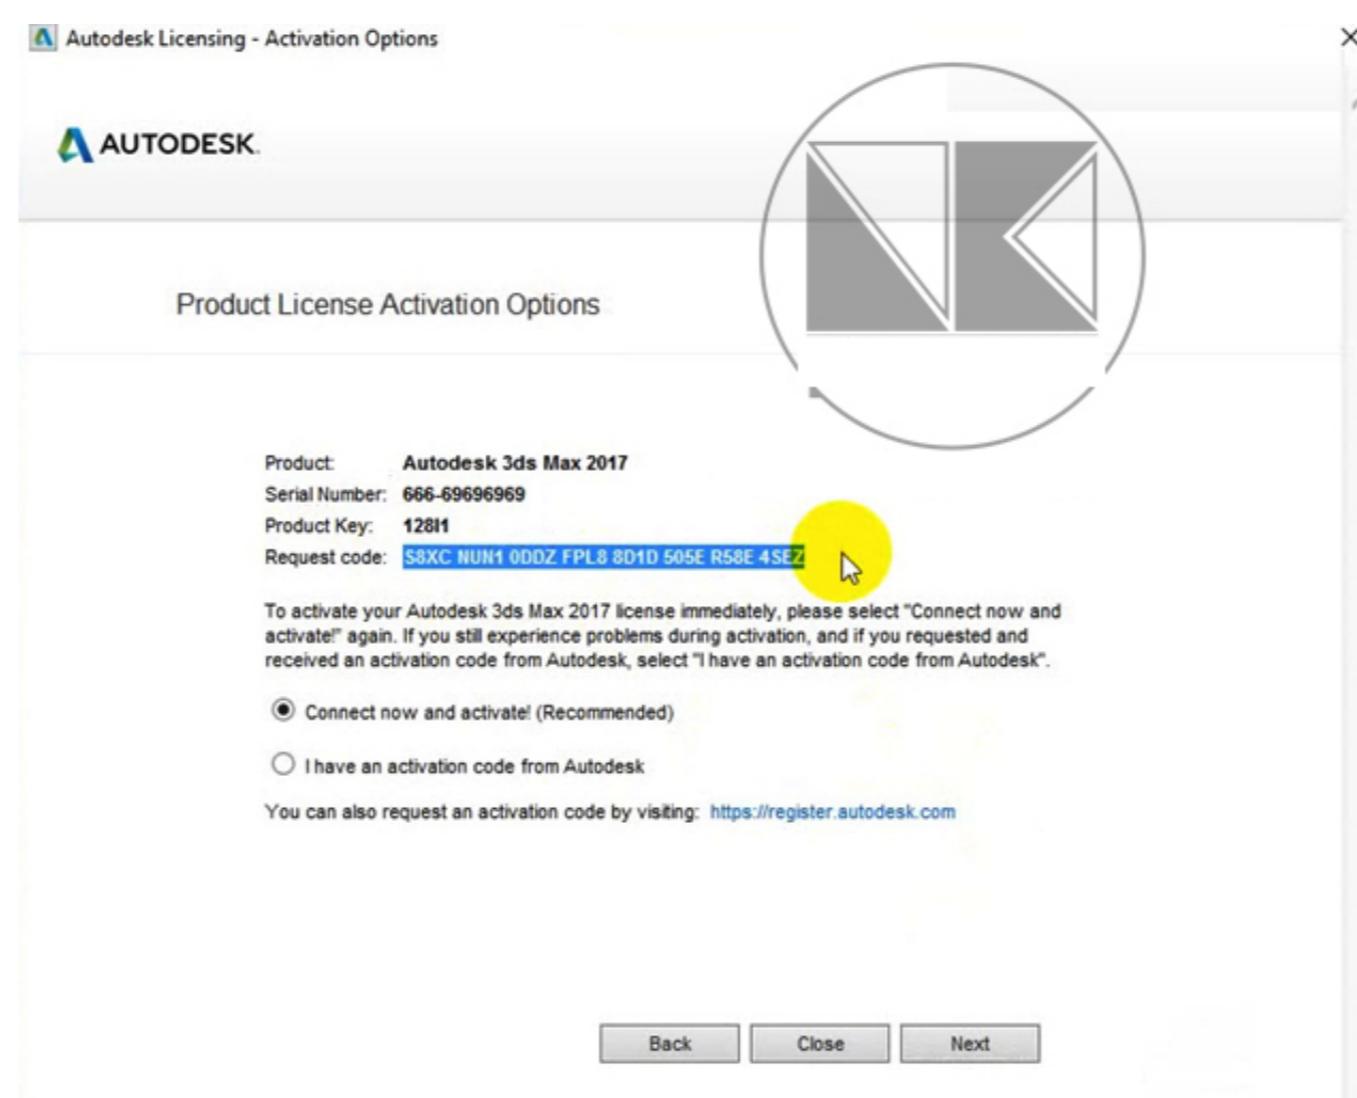 Autodesk Licensing - Activation Options
AUTODESK.
Product License Activation Options
Product: Autodesk 3ds Max 2017
Serial Number: 666-69696969
Product Key: 128I1
Request code: S8XC NUN1 0DDZ FPL8 8D1D 505E R58E 4SEZ
To activate your Autodesk 3ds Max 2017 license immediately, please select "Connect now and
activate!" again. If you still experience problems during activation, and if you requested and
received an activation code from Autodesk, select "I have an activation code from Autodesk".
Connect now and activate! (Recommended)
I have an activation code from Autodesk
You can also request an activation code by visiting: https://register.autodesk.com
Back Close Next